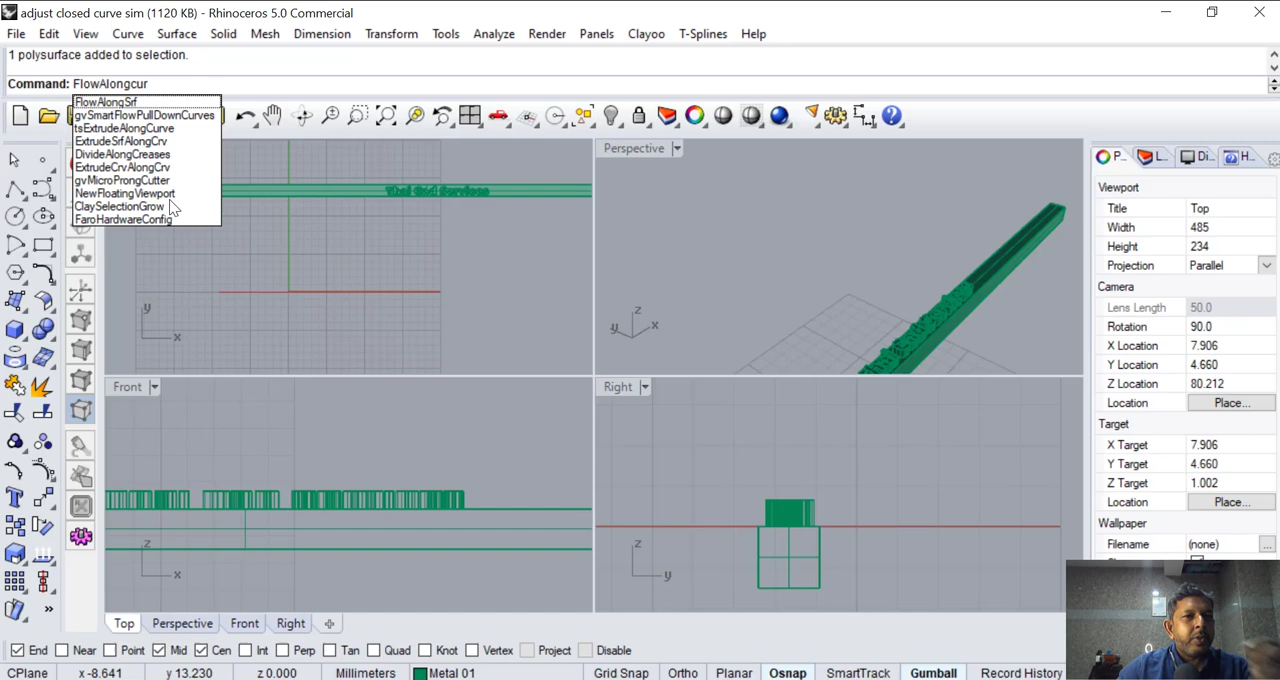 adjust closed curve sim (1120 KB) - Rhinoceros 5.0 Commercial
File Edit View Curve Surface Solid Mesh Dimension Transform Tools Analyze Render Panels Clayoo T-Splines Help
1 polysurface added to selection.
Command: FlowAlongcur
FlowAlongSrf
gvSmartFlowPullDownCurves
tsExtrudeAlongCurve
ExtrudeSrfAlongCrv
DivideAlongCreases
ExtrudeCrvAlongCrv
gvMicroProngCutter
NewFloatingViewport
ClaySelectionGrow
FaroHardwareConfig
Thai Cad Services
y
x
Perspective
z
y x
Front
z
x
Right
z
y
P... L... Di... H...
Viewport
Title Top
Width 485
Height 234
Projection Parallel
Camera
Lens Length 50.0
Rotation 90.0
X Location 7.906
Y Location 4.660
Z Location 80.212
Location Place...
Target
X Target 7.906
Y Target 4.660
Z Target 1.002
Location Place...
Wallpaper
Filename (none) ...
Top Perspective Front Right
End Near Point Mid Cen Int Perp Tan Quad Knot Vertex Project Disable
CPlane x -8.641 y 13.230 z 0.000 Millimeters Metal 01 Grid Snap Ortho Planar Osnap SmartTrack Gumball Record History